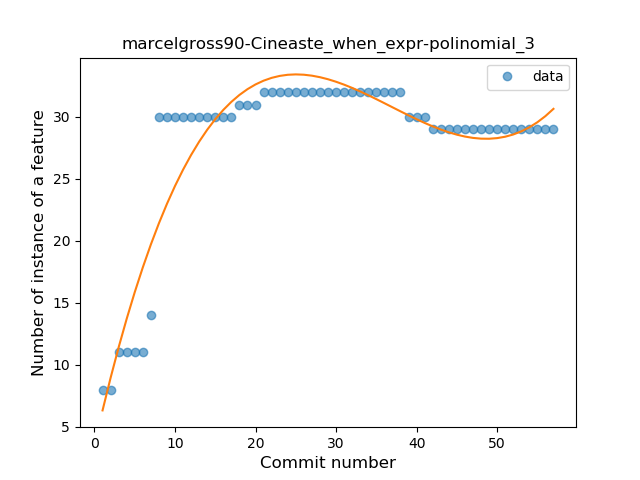 marcelgross90-Cineaste_when_expr-polinomial_3
data
Number of instance of a feature
30
25
20
15
10
5
0 10 20 30 40 50
Commit number